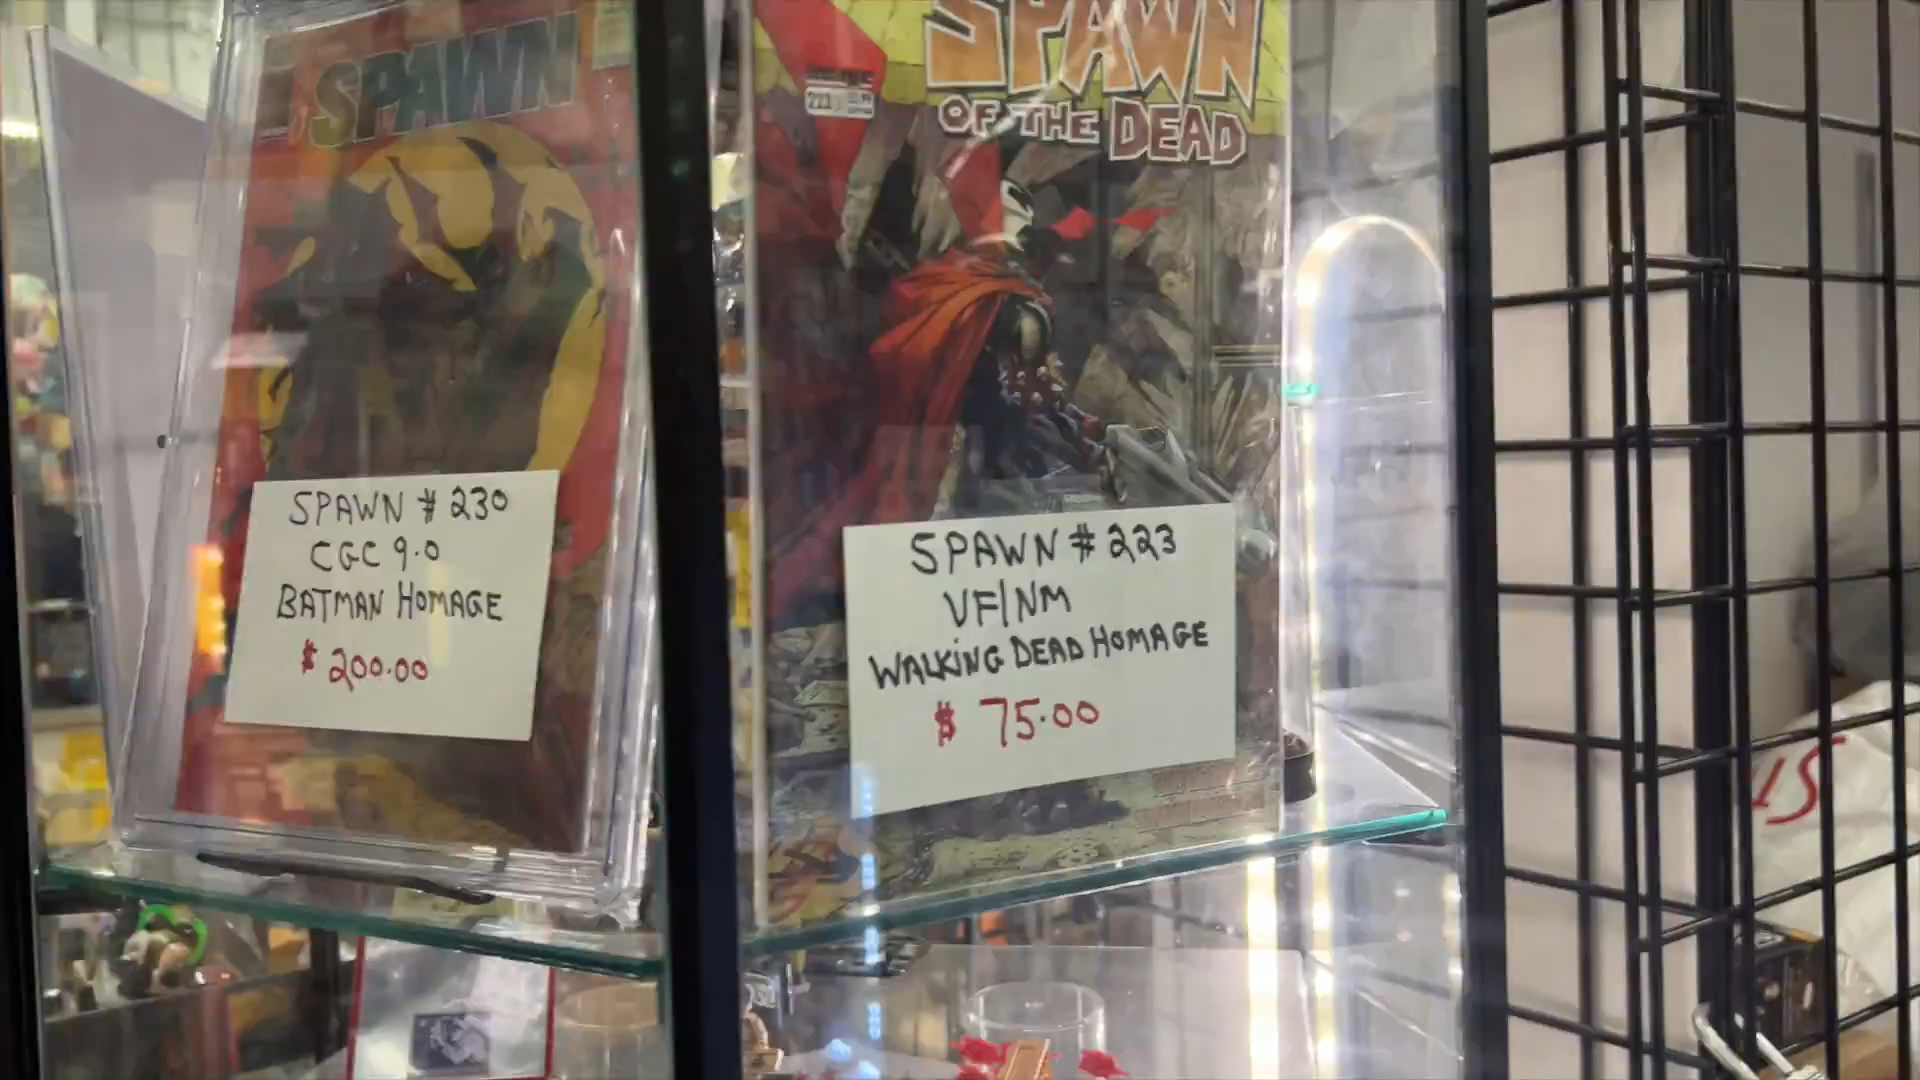 SPAWN
SPAWN # 230
CGC 9.0
BATMAN HOMAGE
$ 200.00
SPAWN
OF THE DEAD
SPAWN # 223
VF/NM
WALKING DEAD HOMAGE
$ 75.00